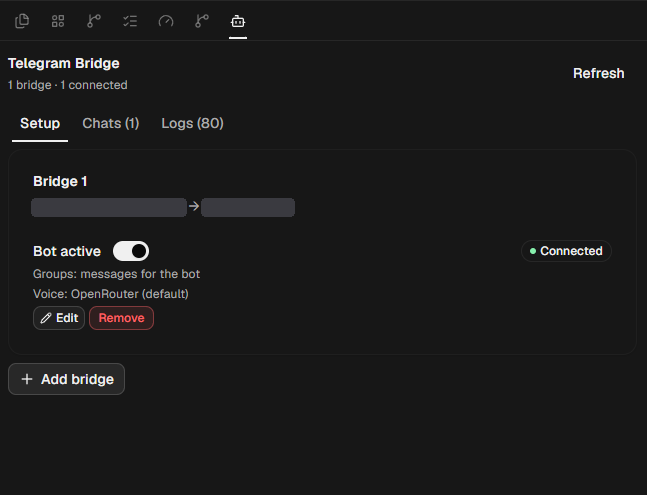 Telegram Bridge
1 bridge · 1 connected
Refresh
Setup Chats (1) Logs (80)
Bridge 1
→
Bot active
Connected
Groups: messages for the bot
Voice: OpenRouter (default)
Edit Remove
+ Add bridge